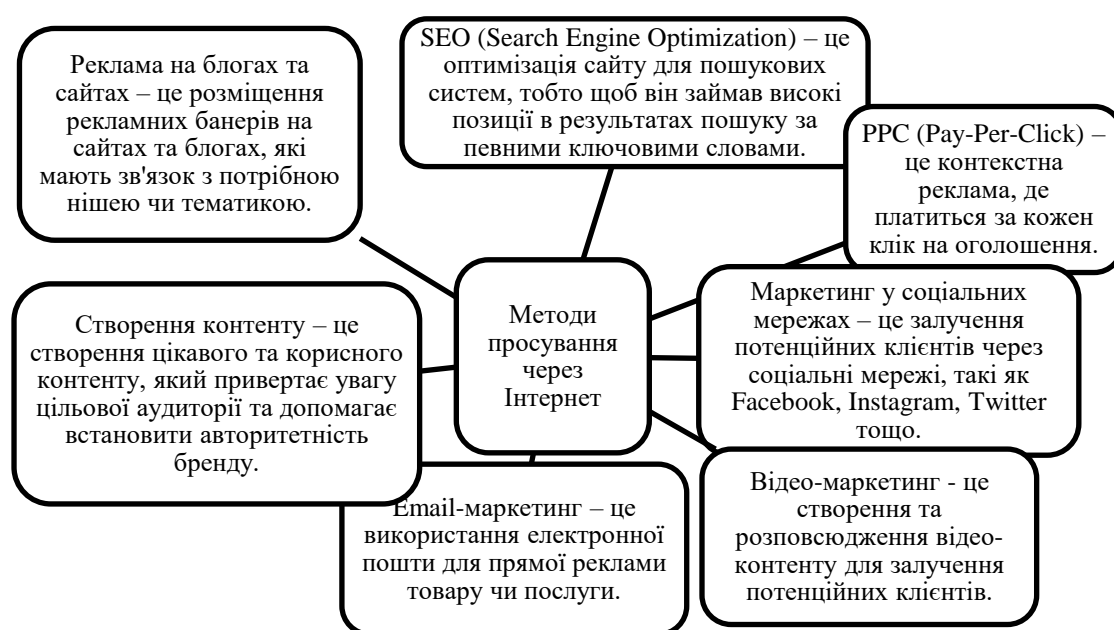 Реклама на блогах та
сайтах – це розміщення
рекламних банерів на
сайтах та блогах, які
мають зв'язок з потрібною
нішею чи тематикою.
SEO (Search Engine Optimization) – це
оптимізація сайту для пошукових
систем, тобто щоб він займав високі
позиції в результатах пошуку за
певними ключовими словами.
PPC (Pay-Per-Click) –
це контекстна
реклама, де
платиться за кожен
клік на оголошення.
Створення контенту – це
створення цікавого та корисного
контенту, який привертає увагу
цільової аудиторії та допомагає
встановити авторитетність
бренду.
Методи
просування
через
Інтернет
Маркетинг у соціальних
мережах – це залучення
потенційних клієнтів через
соціальні мережі, такі як
Facebook, Instagram, Twitter
тощо.
Email-маркетинг – це
використання електронної
пошти для прямої реклами
товару чи послуги.
Відео-маркетинг - це
створення та
розповсюдження відео-
контенту для залучення
потенційних клієнтів.